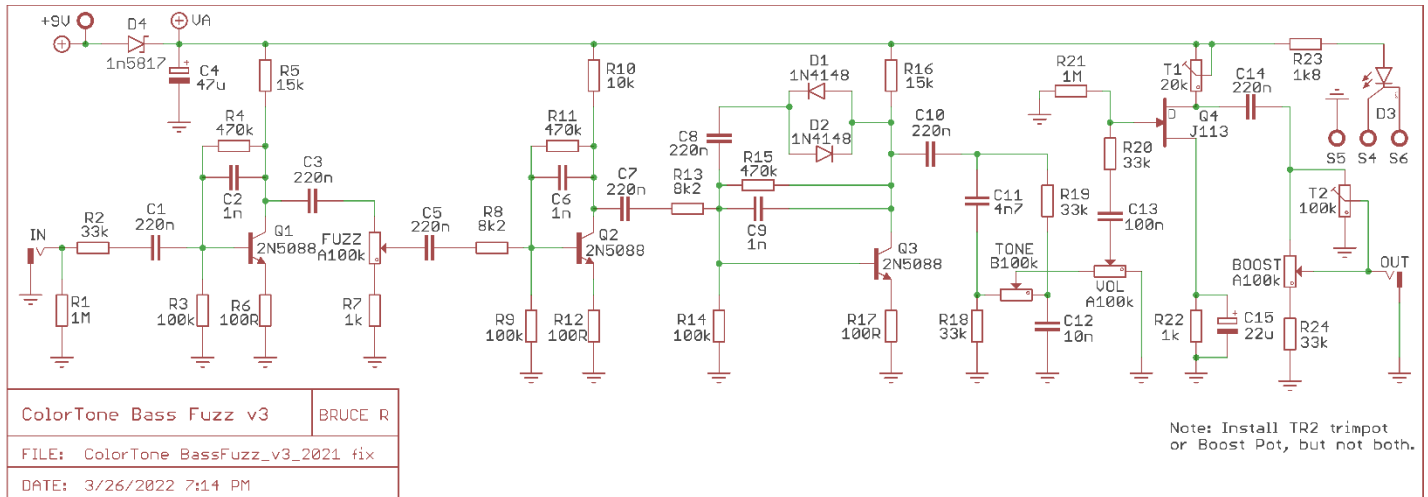 +9V
D4
1n5817
VA
C4
47u
R5
15k
R4
470k
C2
1n
C3
220n
IN
R2
33k
C1
220n
R1
1M
R3
100k
Q1
2N5088
R6
100R
FUZZ
A100k
R7
1k
C5
220n
R8
8k2
R10
10k
R11
470k
C6
1n
C7
220n
R13
8k2
Q2
2N5088
R9
100k
R12
100R
D1
1N4148
D2
1N4148
C8
220n
R15
470k
C9
1n
R16
15k
C10
220n
Q3
2N5088
R14
100k
R17
100R
C11
4n7
R19
33k
TONE
B100k
R18
33k
C12
10n
R21
1M
R20
33k
C13
100n
VOL
A100k
T1
20k
D
Q4
J113
C14
220n
R22
1k
C15
22u
R23
1k8
D3
S5
S4
S6
T2
100k
BOOST
A100k
OUT
R24
33k
ColorTone Bass Fuzz v3
BRUCE R
FILE: ColorTone BassFuzz_v3_2021 fix
DATE: 3/26/2022 7:14 PM
Note: Install TR2 trimpot
or Boost Pot, but not both.